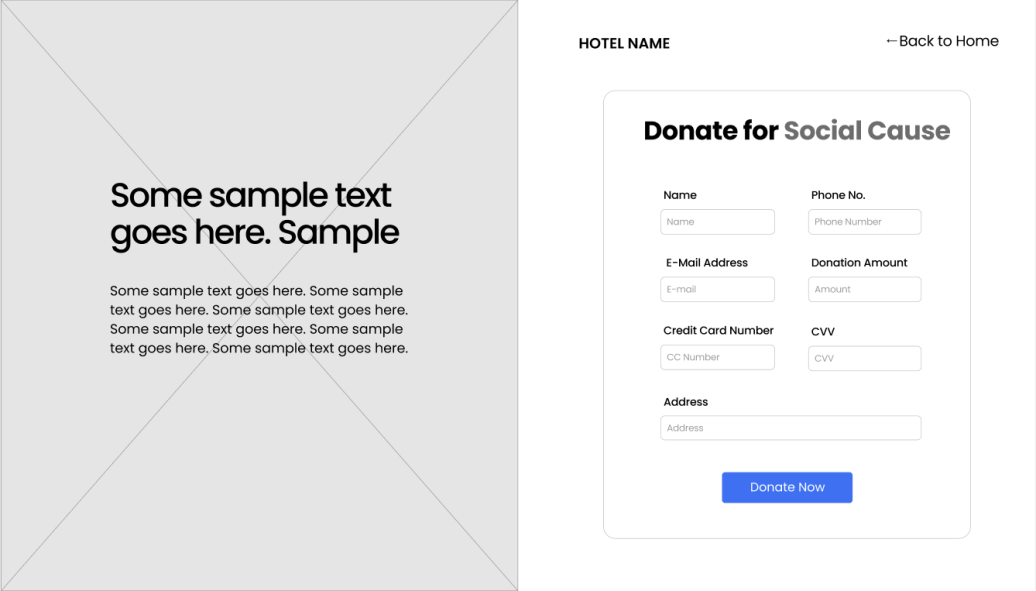 Some sample text
goes here. Sample
Some sample text goes here. Some sample
text goes here. Some sample text goes here.
Some sample text goes here. Some sample
text goes here. Some sample text goes here.
HOTEL NAME
←Back to Home
Donate for Social Cause
Name
Phone No.
Name
Phone Number
E-Mail Address
Donation Amount
E-mail
Amount
Credit Card Number
CVV
CC Number
CVV
Address
Address
Donate Now